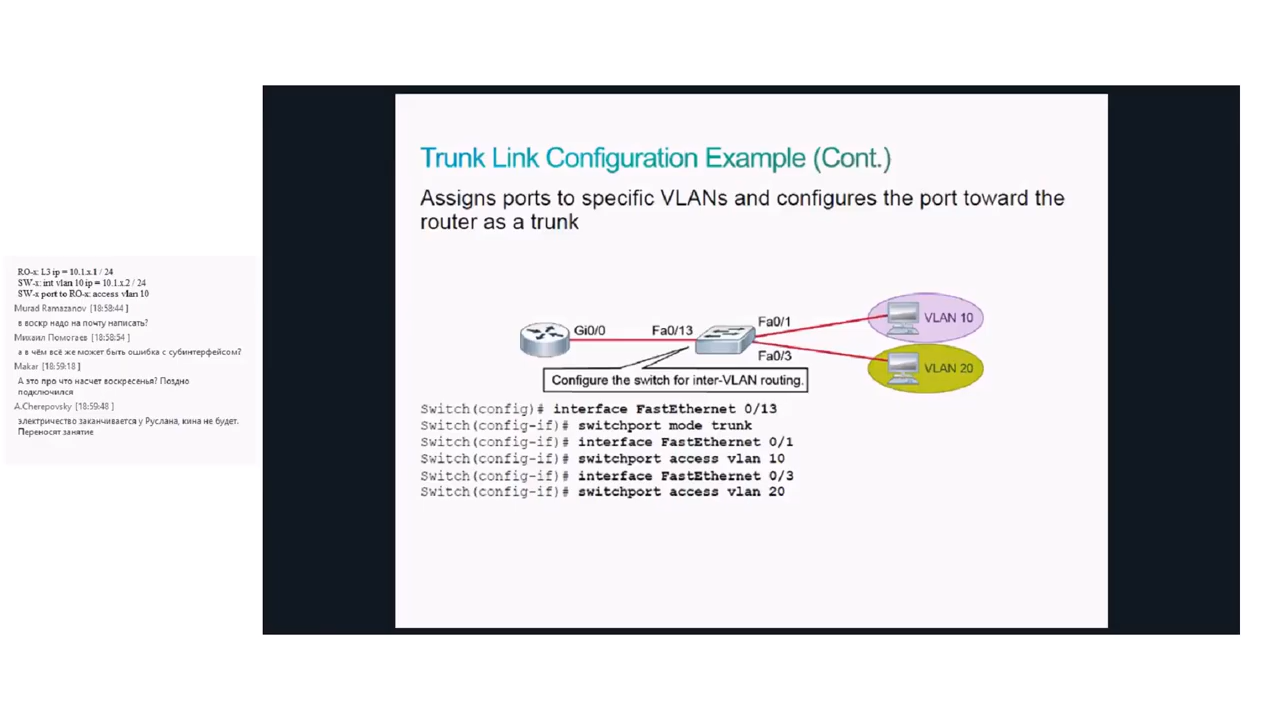 RO-x: L3 ip = 10.1.x.1 / 24
SW-x: int vlan 10 ip = 10.1.x.2 / 24
SW-x port to RO-x: access vlan 10
Murad Ramazanov [18:58:44 ]
в воскр надо на почту написать?
Михаил Помогаев [18:58:54 ]
а в чём всё же может быть ошибка с субинтерфейсом?
Makar [18:59:18 ]
А это про что насчет воскресенья? Поздно
подключился
A.Cherepovsky [18:59:48 ]
электричество заканчивается у Руслана, кина не будет.
Переносят занятие
Trunk Link Configuration Example (Cont.)
Assigns ports to specific VLANs and configures the port toward the
router as a trunk
Gi0/0
Fa0/13
Fa0/1
VLAN 10
Fa0/3
VLAN 20
Configure the switch for inter-VLAN routing.
Switch(config)# interface FastEthernet 0/13
Switch(config-if)# switchport mode trunk
Switch(config-if)# interface FastEthernet 0/1
Switch(config-if)# switchport access vlan 10
Switch(config-if)# interface FastEthernet 0/3
Switch(config-if)# switchport access vlan 20